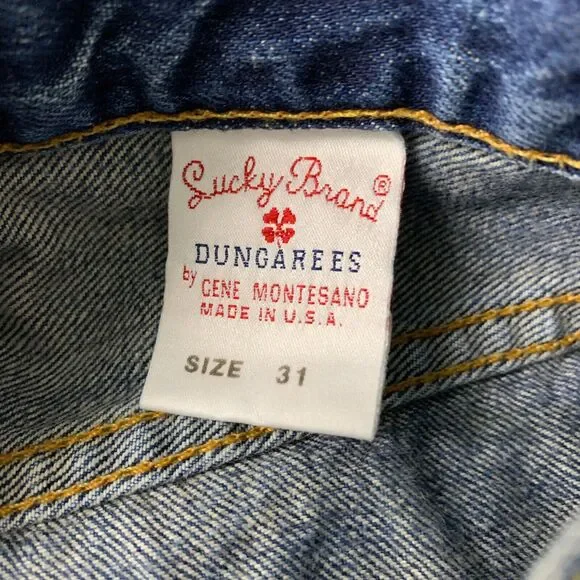 Lucky Brand®
DUNGAREES
by GENE MONTESANO
MADE IN U.S.A.
SIZE 31